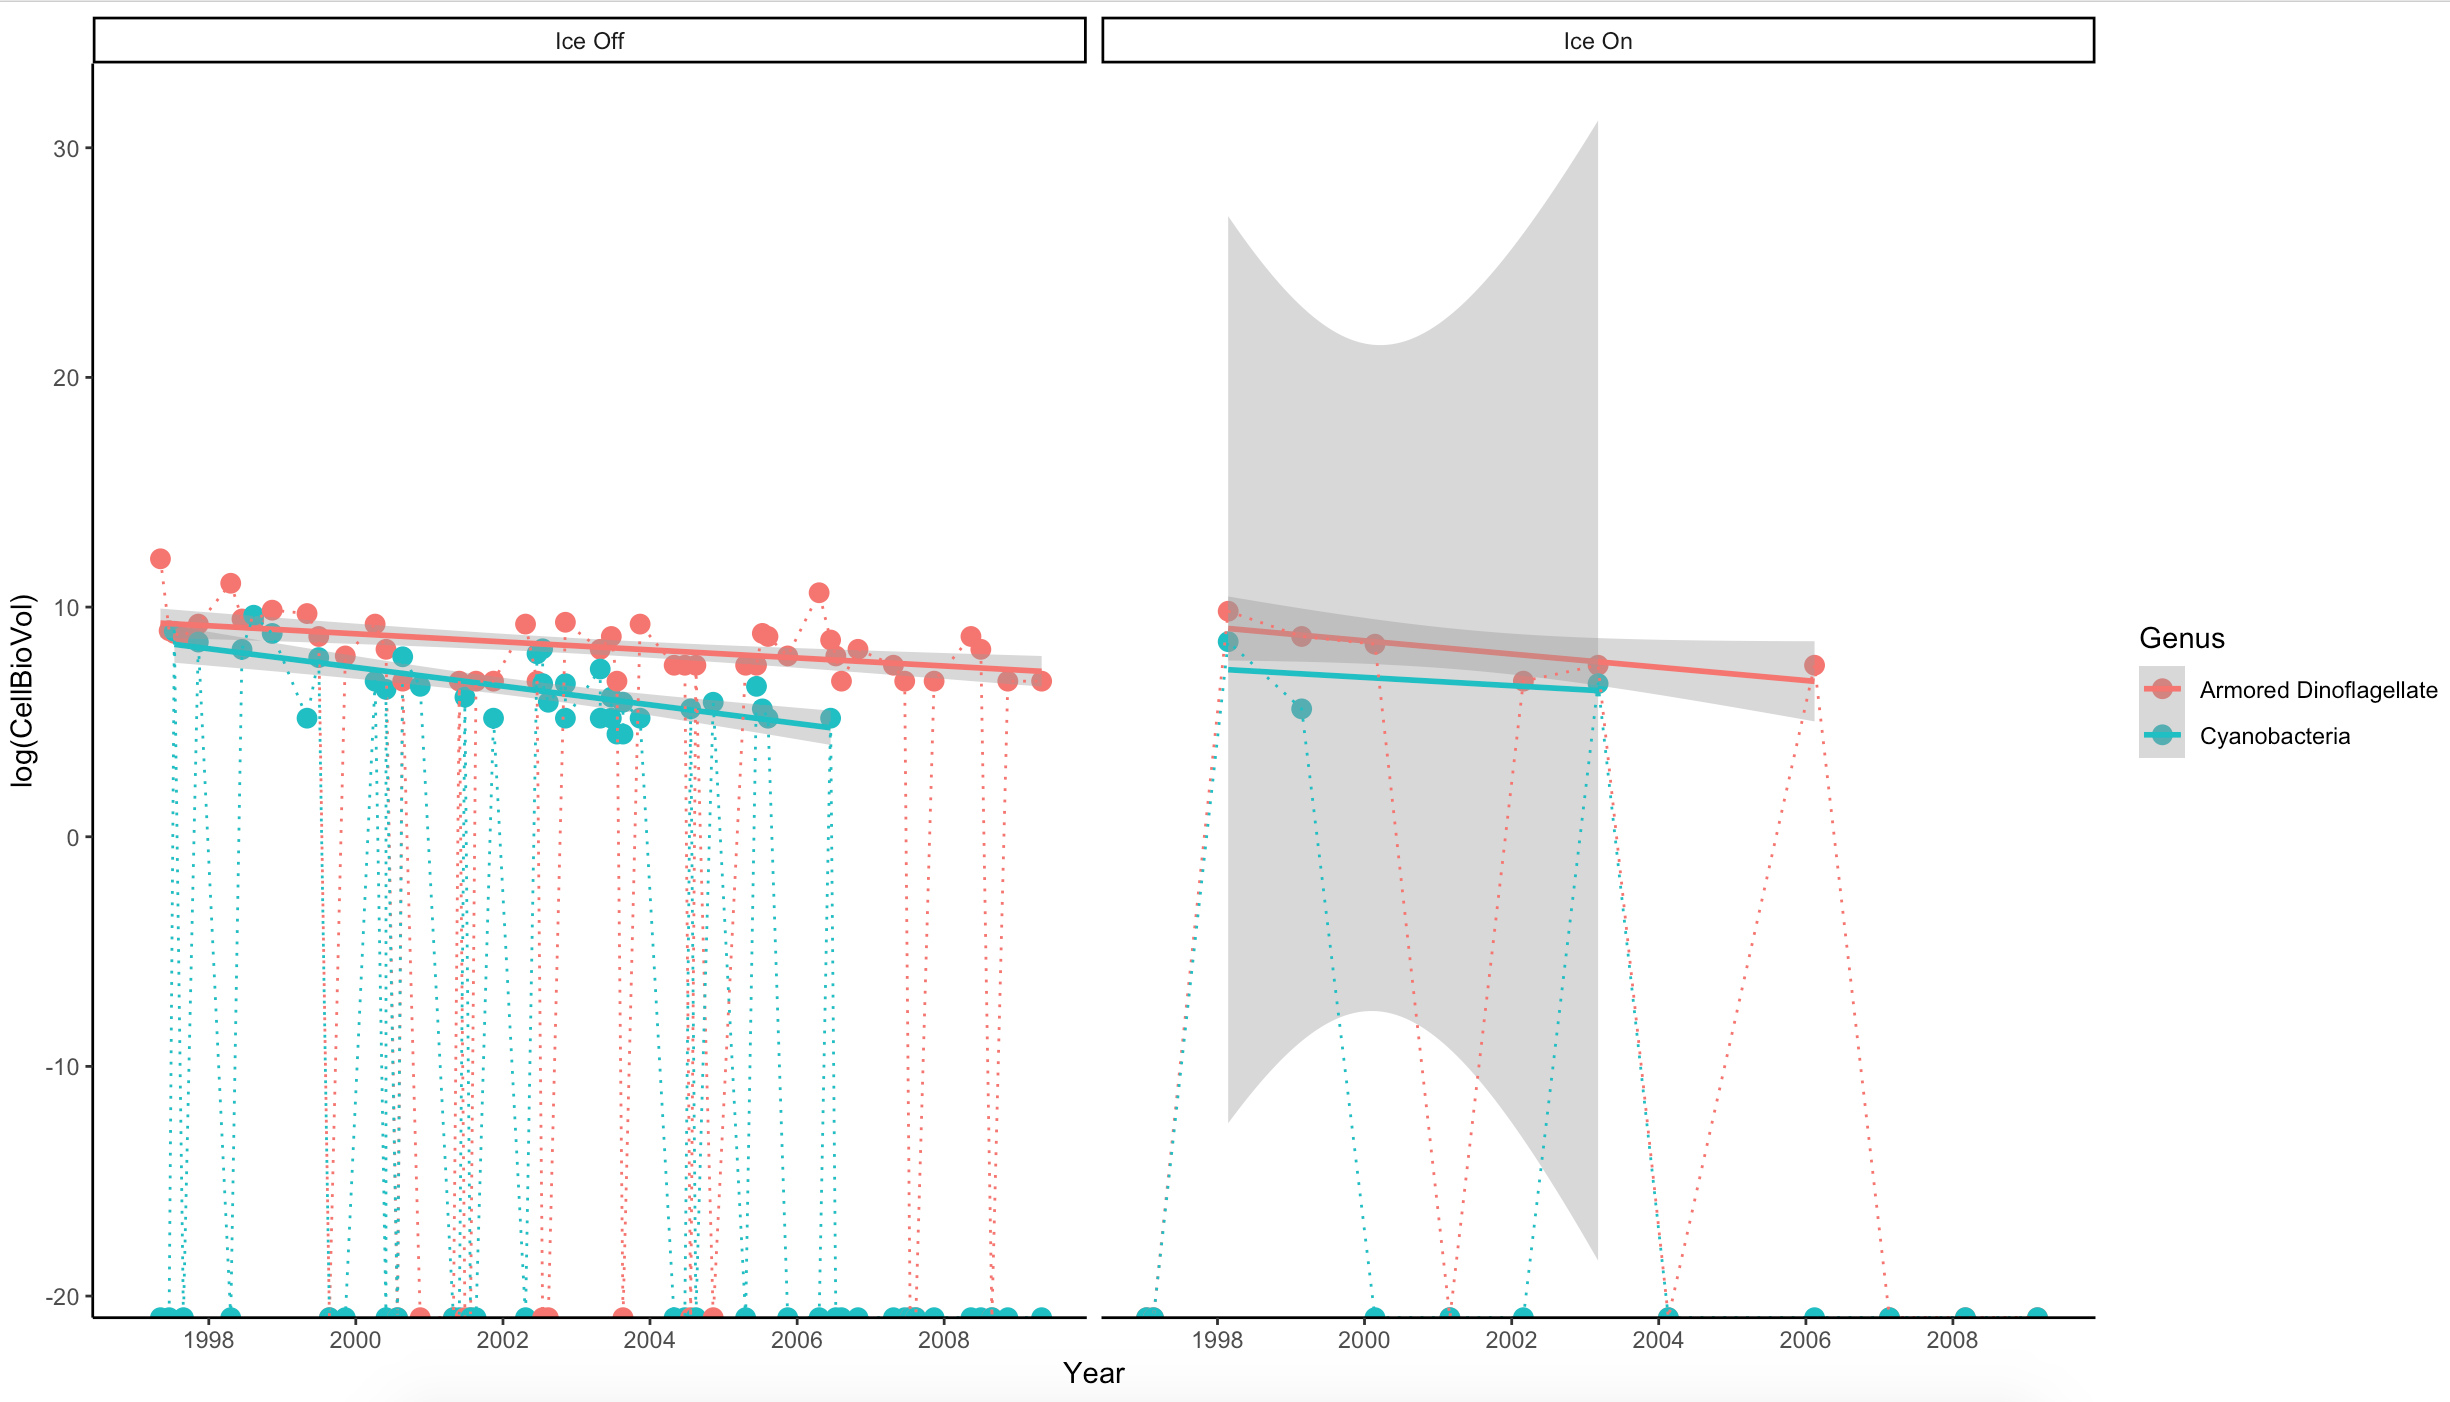 Ice Off
Ice On
30
20
10
0
-10
-20
log(CellBioVol)
1998 2000 2002 2004 2006 2008
1998 2000 2002 2004 2006 2008
Year
Genus
Armored Dinoflagellate
Cyanobacteria